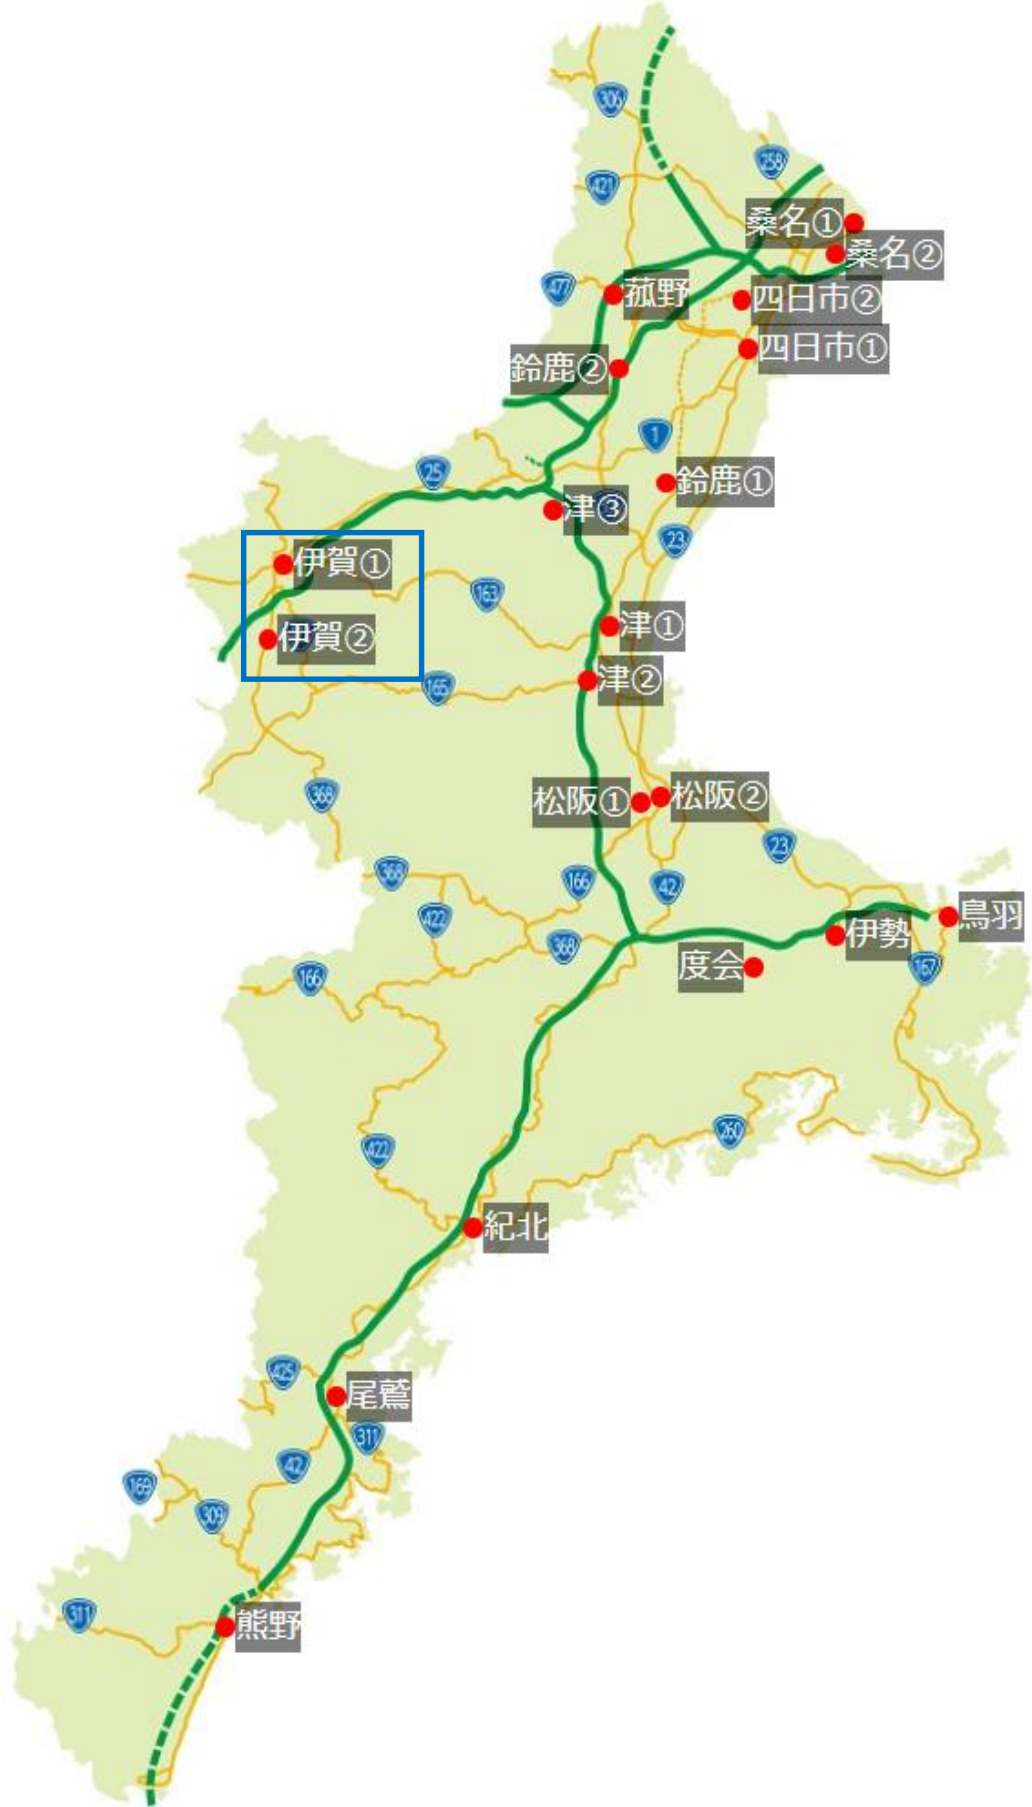 306
258
421
桑名①
桑名②
477
菰野
四日市②
四日市①
鈴鹿②
1
25
鈴鹿①
津③
23
伊賀①
163
津①
伊賀②
津②
165
368
松阪①
松阪②
23
368
166
42
422
鳥羽
伊勢
368
度会
167
166
260
422
紀北
425
尾鷲
311
42
169
309
311
熊野